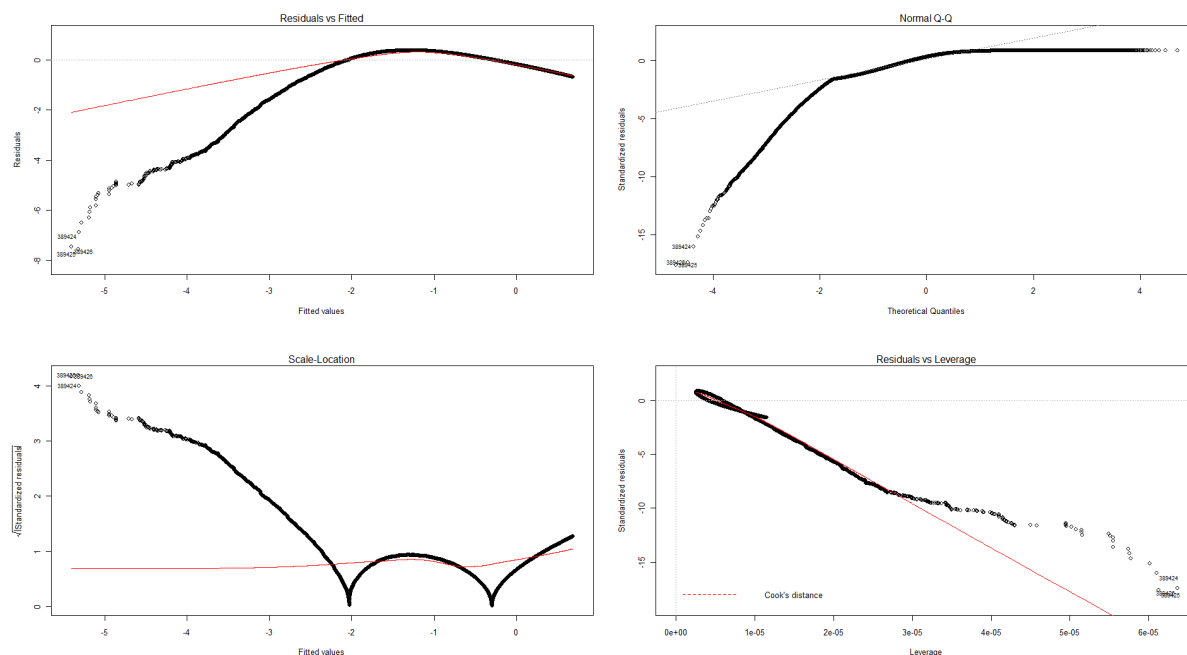 Residuals vs Fitted
Residuals
0
-2
-4
-6
-8
389424
389426
-5
-4
-3
-2
-1
0
Fitted values
Normal Q-Q
Standardized residuals
0
-5
-10
-15
389424
389425
-4
-2
0
2
4
Theoretical Quantiles
Scale-Location
√|Standardized residuals|
4
3
2
1
0
389426
389424
-5
-4
-3
-2
-1
0
Fitted values
Residuals vs Leverage
Standardized residuals
0
-5
-10
-15
389424
389425
Cook's distance
0e+00
1e-05
2e-05
3e-05
4e-05
5e-05
6e-05
Leverage